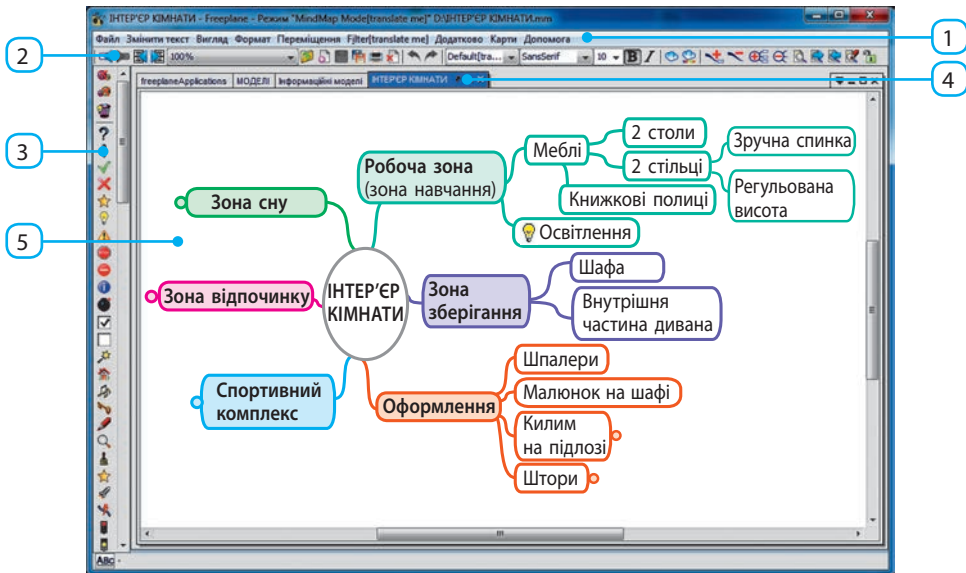 ІНТЕР'ЄР КІМНАТИ - Freeplane - Режим "MindMap Mode[translate me]" D:\ІНТЕР'ЄР КІМНАТИ.mm
Файл Змінити текст Вигляд Формат Переміщення Filter[translate me] Додатково Карти Допомога
1
2
100%
Default[tra...
SansSerif
10
B
I
freeplaneApplications
МОДЕЛІ
Інформаційні моделі
ІНТЕР'ЄР КІМНАТИ
4
3
5
Робоча зона
(зона навчання)
Меблі
2 столи
2 стільці
Зручна спинка
Регульована
висота
Книжкові полиці
Освітлення
Зона сну
Зона відпочинку
ІНТЕР’ЄР
КІМНАТИ
Зона
зберігання
Шафа
Внутрішня
частина дивана
Спортивний
комплекс
Оформлення
Шпалери
Малюнок на шафі
Килим
на підлозі
Штори
ABc